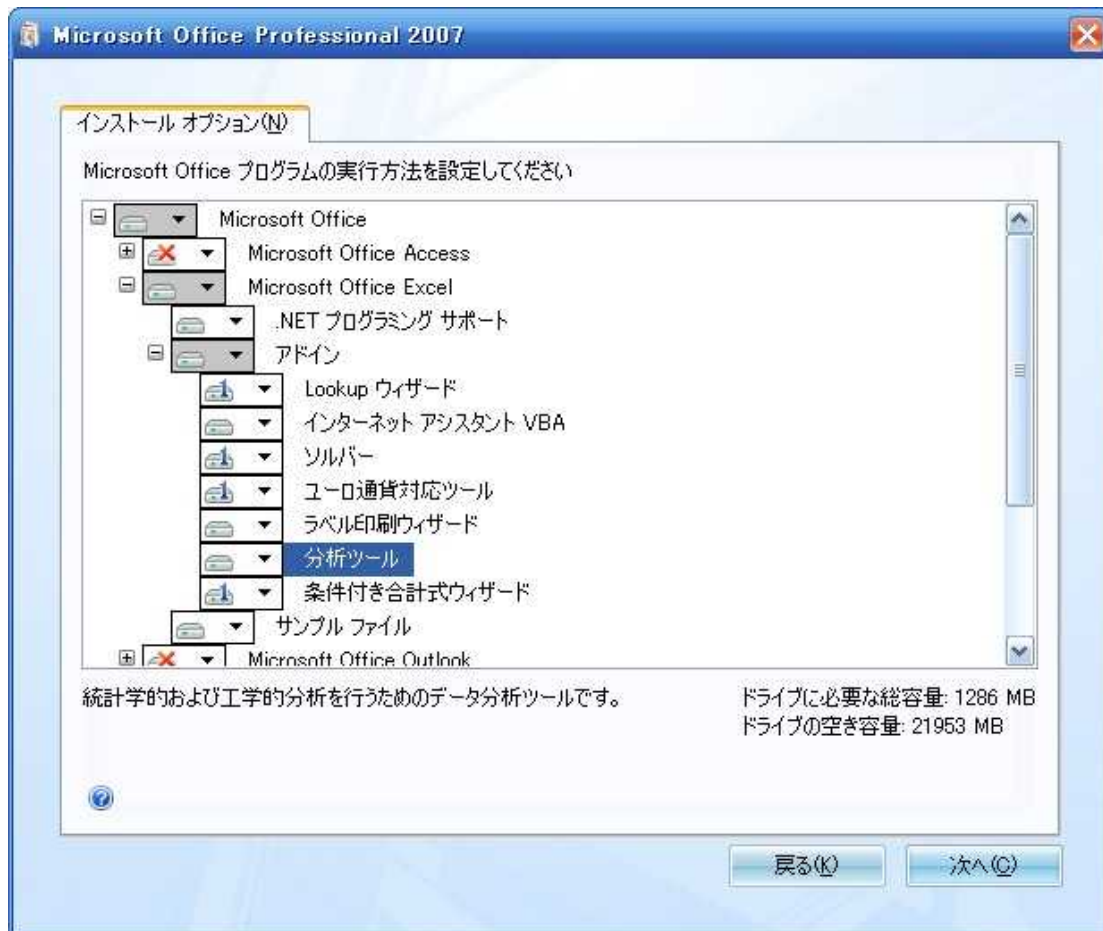 Microsoft Office Professional 2007
インストール オプション(N)
Microsoft Office プログラムの実行方法を設定してください
Microsoft Office
Microsoft Office Access
Microsoft Office Excel
.NET プログラミング サポート
アドイン
Lookup ウィザード
インターネット アシスタント VBA
ソルバー
ユーロ通貨対応ツール
ラベル印刷ウィザード
分析ツール
条件付き合計式ウィザード
サンプル ファイル
Microsoft Office Outlook
統計学的および工学的分析を行うためのデータ分析ツールです。
ドライブに必要な総容量: 1286 MB
ドライブの空き容量: 21953 MB
戻る(K)
次へ(C)